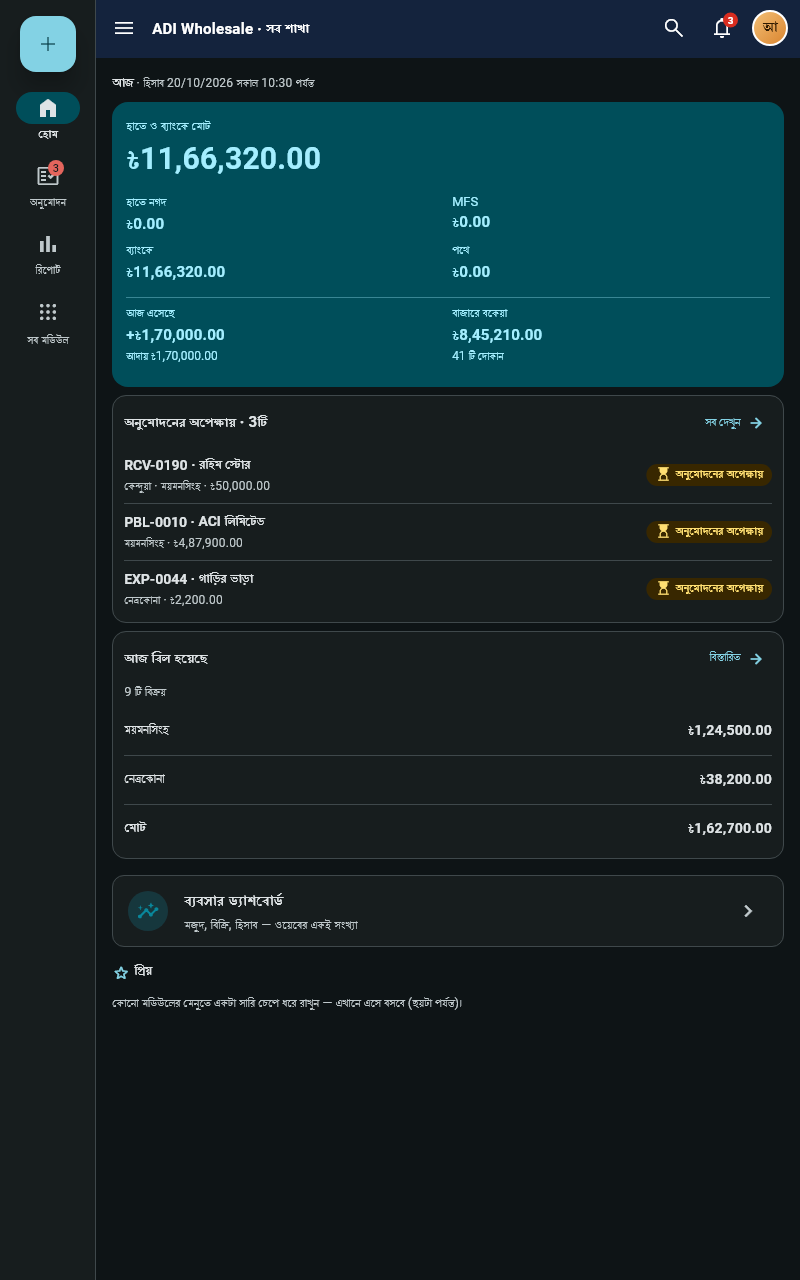 ADI Wholesale · সব শাখা
3
আ
হোম
3
অনুমোদন
রিপোর্ট
সব মডিউল
আজ · হিসাব 20/10/2026 সকাল 10:30 পর্যন্ত
হাতে ও ব্যাংকে মোট
৳11,66,320.00
হাতে নগদ
৳0.00
MFS
৳0.00
ব্যাংকে
৳11,66,320.00
পথে
৳0.00
আজ এসেছে
+৳1,70,000.00
আদায় ৳1,70,000.00
বাজারে বকেয়া
৳8,45,210.00
41 টি দোকান
অনুমোদনের অপেক্ষায় · 3টি
সব দেখুন
RCV-0190 · রহিম স্টোর
কেন্দুয়া · ময়মনসিংহ · ৳50,000.00
অনুমোদনের অপেক্ষায়
PBL-0010 · ACI লিমিটেড
ময়মনসিংহ · ৳4,87,900.00
অনুমোদনের অপেক্ষায়
EXP-0044 · গাড়ির ভাড়া
নেত্রকোনা · ৳2,200.00
অনুমোদনের অপেক্ষায়
আজ বিল হয়েছে
বিস্তারিত
9 টি বিক্রয়
ময়মনসিংহ
৳1,24,500.00
নেত্রকোনা
৳38,200.00
মোট
৳1,62,700.00
ব্যবসার ড্যাশবোর্ড
মজুদ, বিক্রি, হিসাব — ওয়েবের একই সংখ্যা
প্রিয়
কোনো মডিউলের মেনুতে একটা সারি চেপে ধরে রাখুন — এখানে এসে বসবে (ছয়টা পর্যন্ত)।